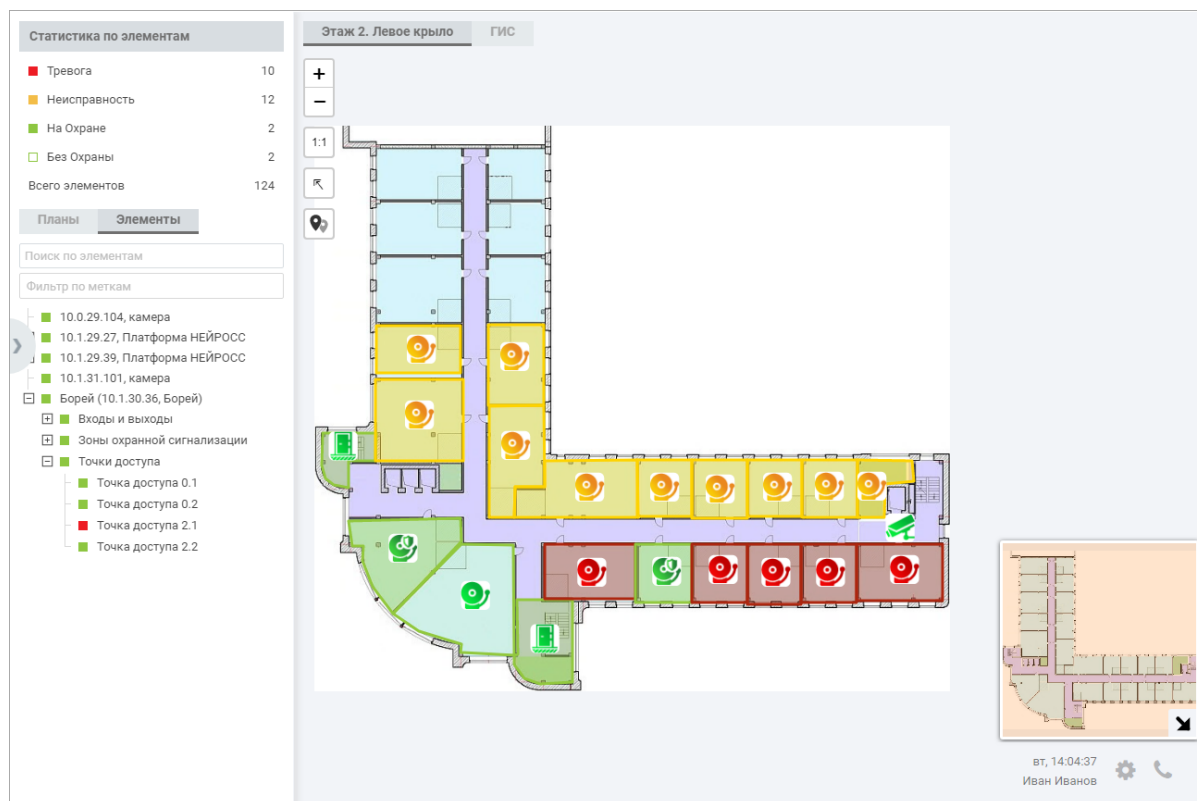 Статистика по элементам
Тревога 10
Неисправность 12
На Охране 2
Без Охраны 2
Всего элементов 124
Планы Элементы
Поиск по элементам
Фильтр по меткам
10.0.29.104, камера
10.1.29.27, Платформа НЕЙРОСС
10.1.29.39, Платформа НЕЙРОСС
10.1.31.101, камера
Борей (10.1.30.36, Борей)
Входы и выходы
Зоны охранной сигнализации
Точки доступа
Точка доступа 0.1
Точка доступа 0.2
Точка доступа 2.1
Точка доступа 2.2
Этаж 2. Левое крыло ГИС
+
−
1:1
вт, 14:04:37
Иван Иванов